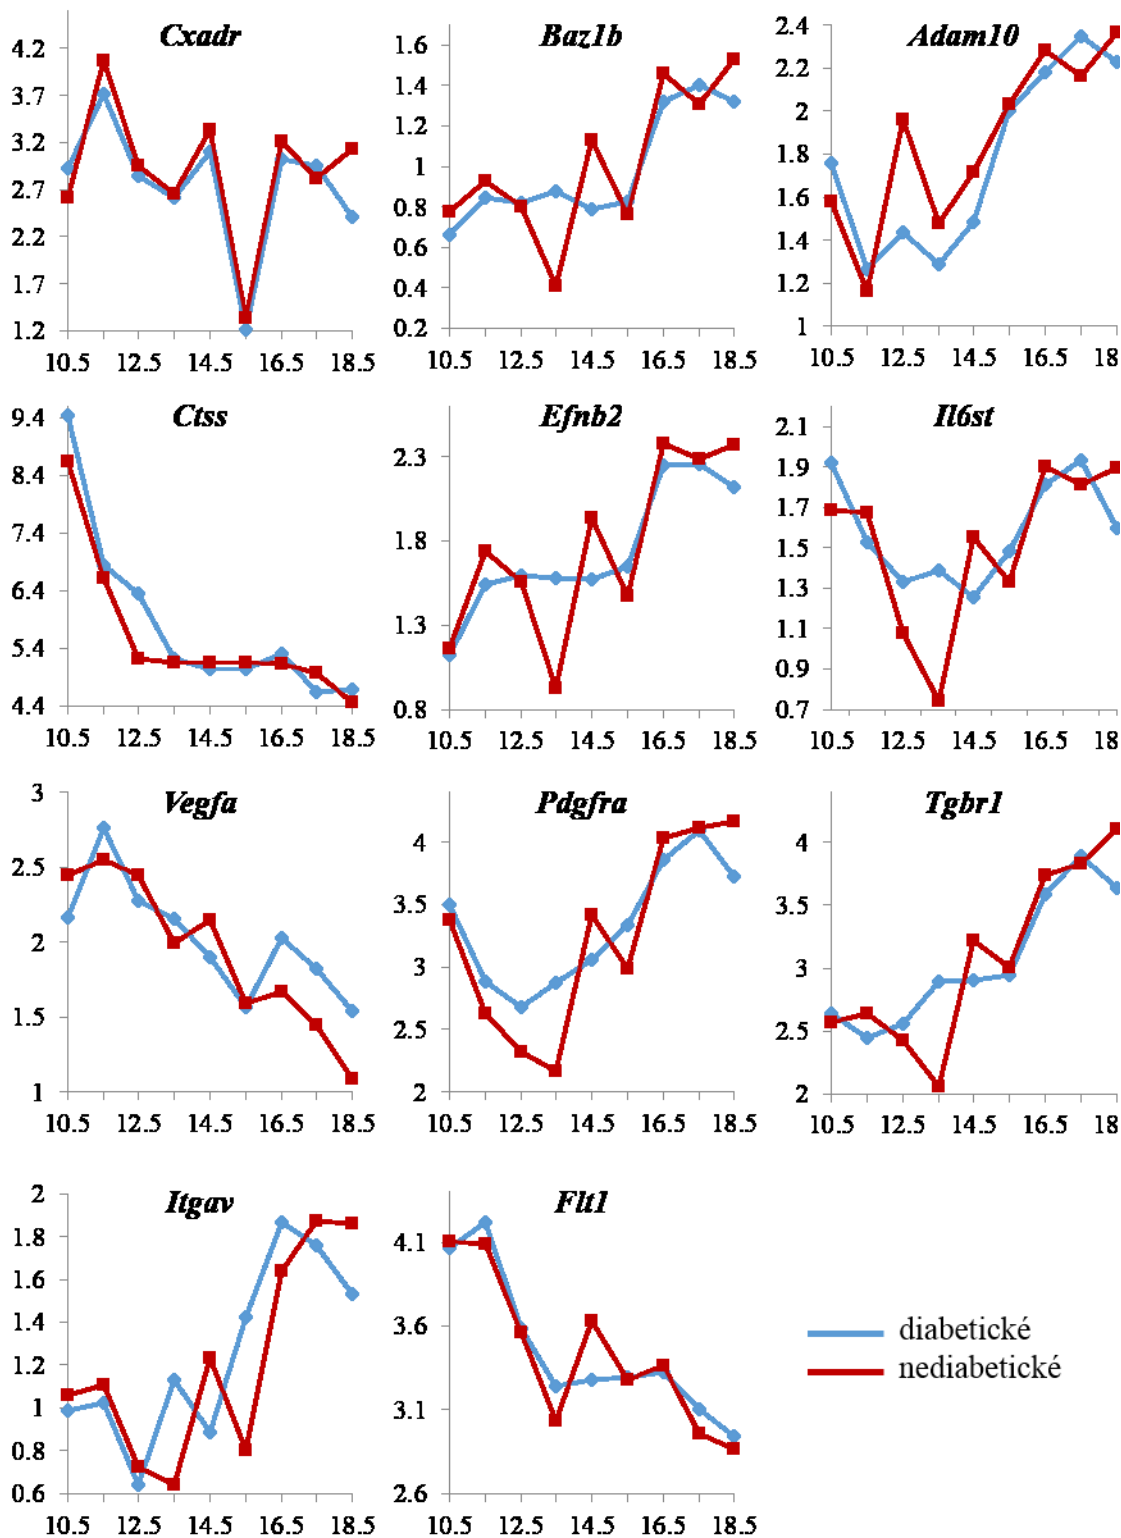 Cxadr
4.2
3.7
3.2
2.7
2.2
1.7
1.2
10.5 12.5 14.5 16.5 18.5
Baz1b
1.6
1.4
1.2
1
0.8
0.6
0.4
0.2
10.5 12.5 14.5 16.5 18.5
Adam10
2.4
2.2
2
1.8
1.6
1.4
1.2
1
10.5 12.5 14.5 16.5 18
Ctss
9.4
8.4
7.4
6.4
5.4
4.4
10.5 12.5 14.5 16.5 18.5
Efnb2
2.3
1.8
1.3
0.8
10.5 12.5 14.5 16.5 18.5
Il6st
2.1
1.9
1.7
1.5
1.3
1.1
0.9
0.7
10.5 12.5 14.5 16.5 18.5
Vegfa
3
2.5
2
1.5
1
10.5 12.5 14.5 16.5 18.5
Pdgfra
4
3.5
3
2.5
2
10.5 12.5 14.5 16.5 18.5
Tgbr1
4
3.5
3
2.5
2
10.5 12.5 14.5 16.5 18
Itgav
2
1.8
1.6
1.4
1.2
1
0.8
0.6
10.5 12.5 14.5 16.5 18.5
Flt1
4.1
3.6
3.1
2.6
10.5 12.5 14.5 16.5 18.5
diabetické
nediabetické